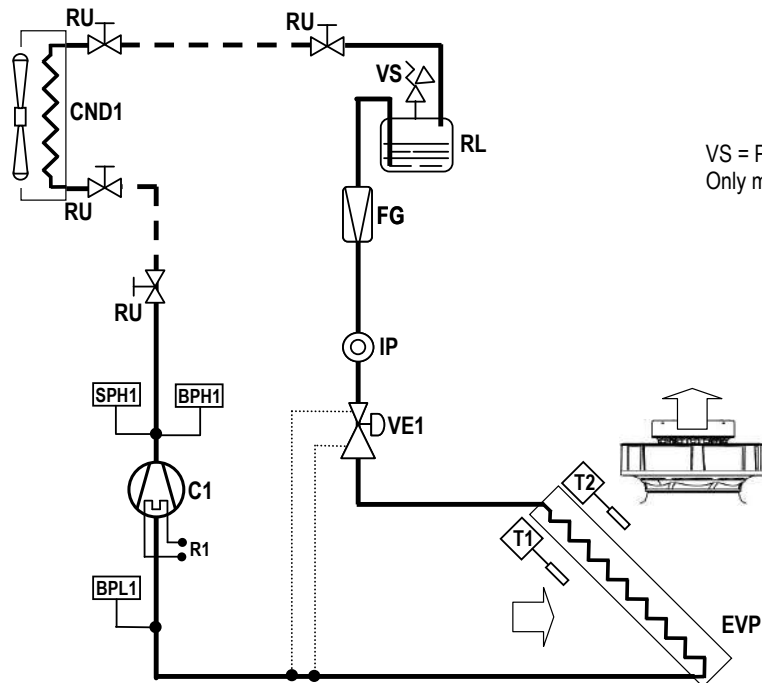 RU
RU
VS
CND1
RL
VS =
Only
RU
FG
RU
IP
SPH1
BPH1
VE1
C1
T2
T1
R1
BPL1
EVP